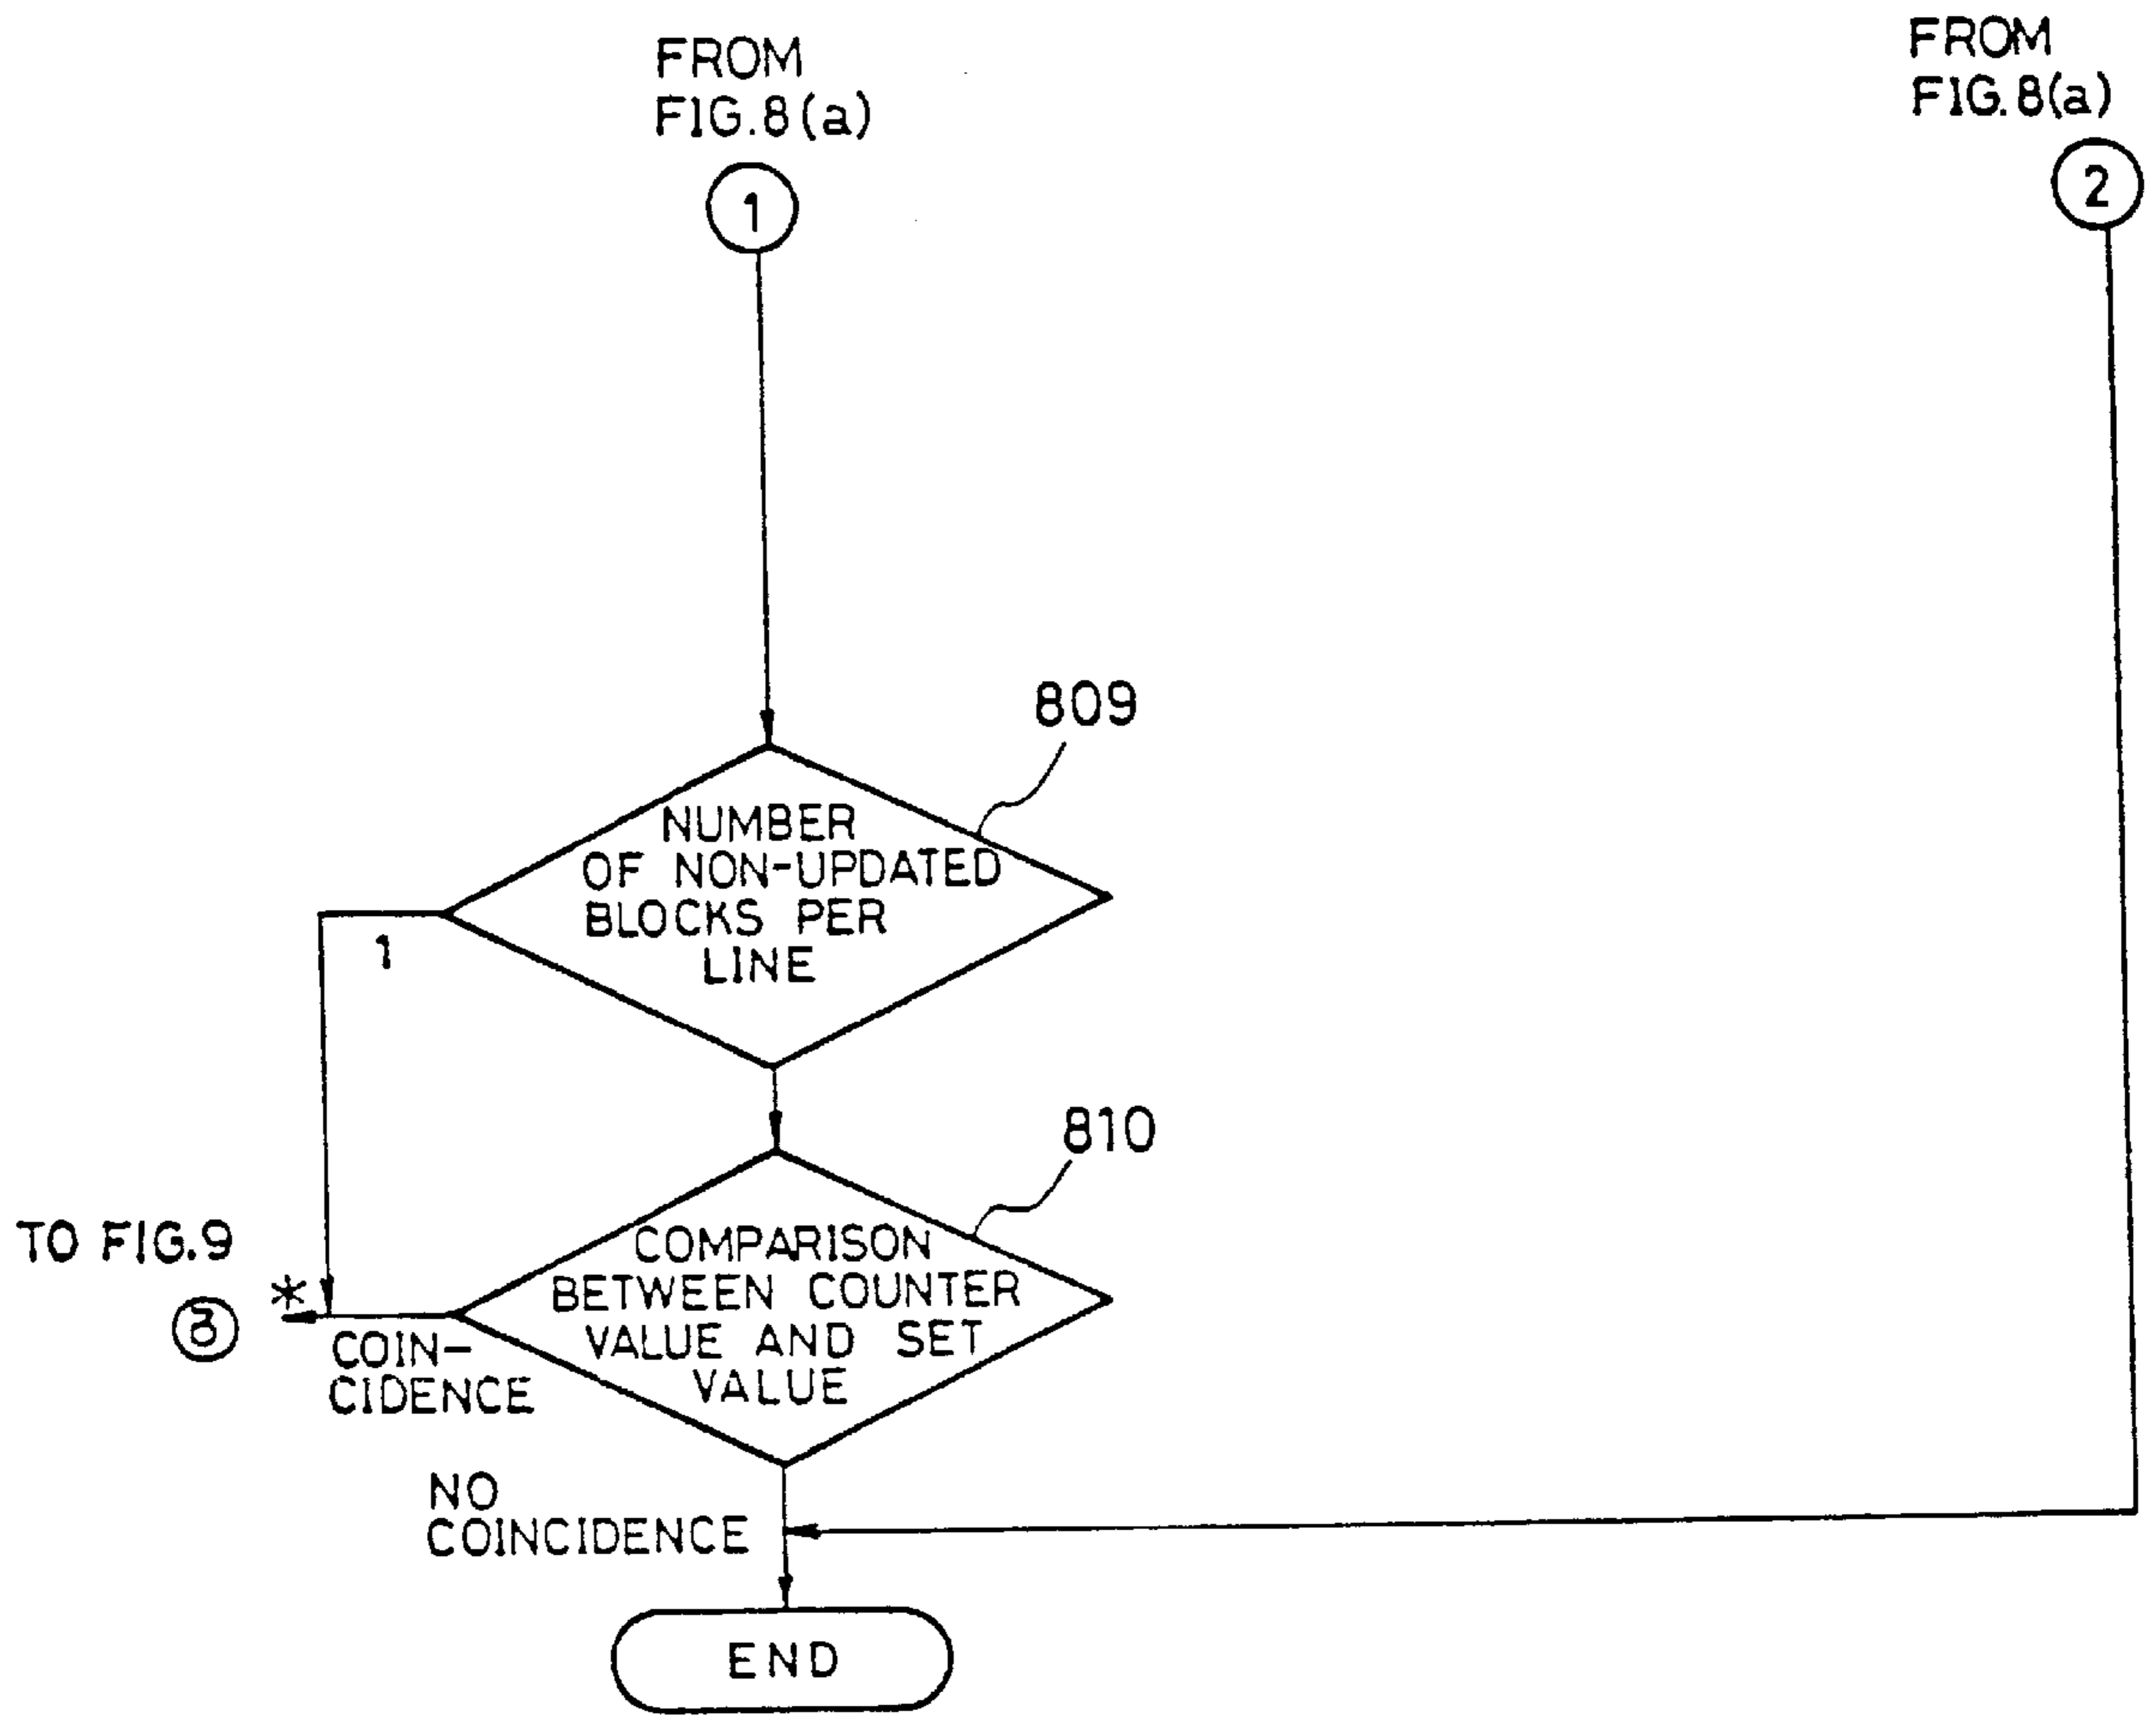 FROM
FIG.8(a)
1
FROM
FIG.8(a)
2
809
NUMBER
OF NON-UPDATED
BLOCKS PER
LINE
1
810
COMPARISON
BETWEEN COUNTER
VALUE AND SET
VALUE
TO FIG.9
*
3
COIN-
CIDENCE
NO
COINCIDENCE
END